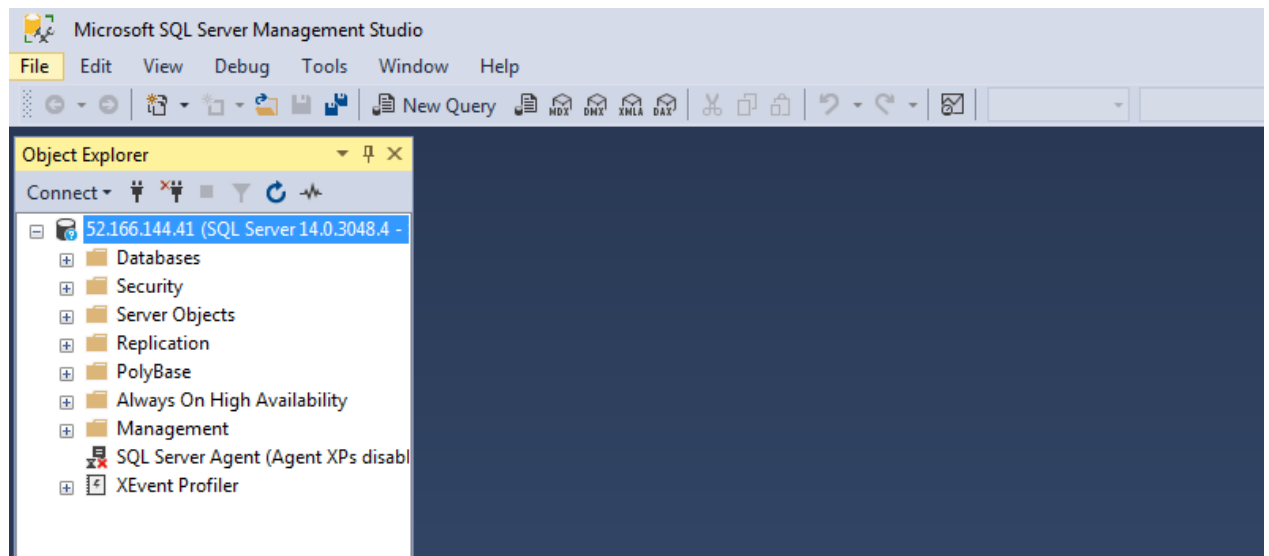 Microsoft SQL Server Management Studio
File Edit View Debug Tools Window Help
New Query MDX DMX XMLA DAX
Object Explorer
Connect
52.166.144.41 (SQL Server 14.0.3048.4 -
Databases
Security
Server Objects
Replication
PolyBase
Always On High Availability
Management
SQL Server Agent (Agent XPs disabl
XEvent Profiler